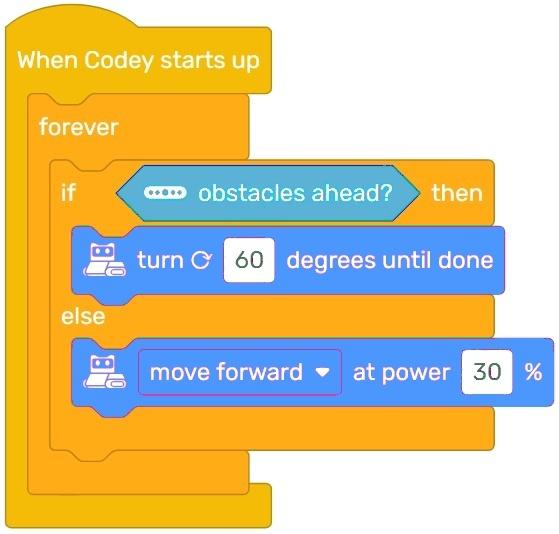 When Codey starts up
forever
if obstacles ahead? then
turn 60 degrees until done
else
move forward at power 30 %